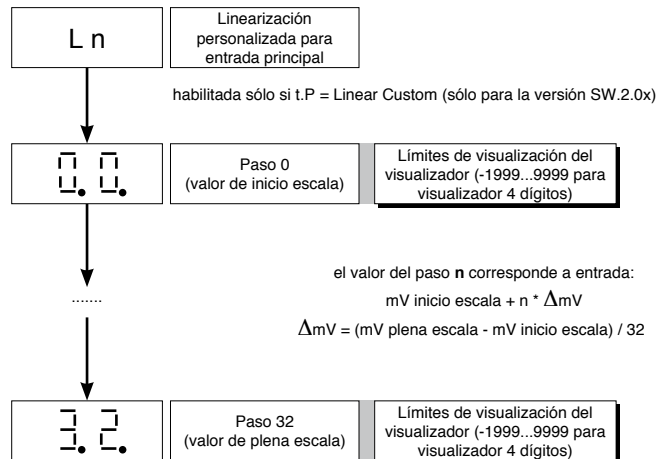 Ln
Linearización
personalizada para
entrada principal
habilitada sólo si t.P = Linear Custom (sólo para la versión SW.2.0x)
0.0.
Paso 0
(valor de inicio escala)
Límites de visualización del
visualizador (-1999...9999 para
visualizador 4 dígitos)
el valor del paso n corresponde a entrada:
mV inicio escala + n * ΔmV
ΔmV = (mV plena escala - mV inicio escala) / 32
.......
3.2.
Paso 32
(valor de plena escala)
Límites de visualización del
visualizador (-1999...9999 para
visualizador 4 dígitos)